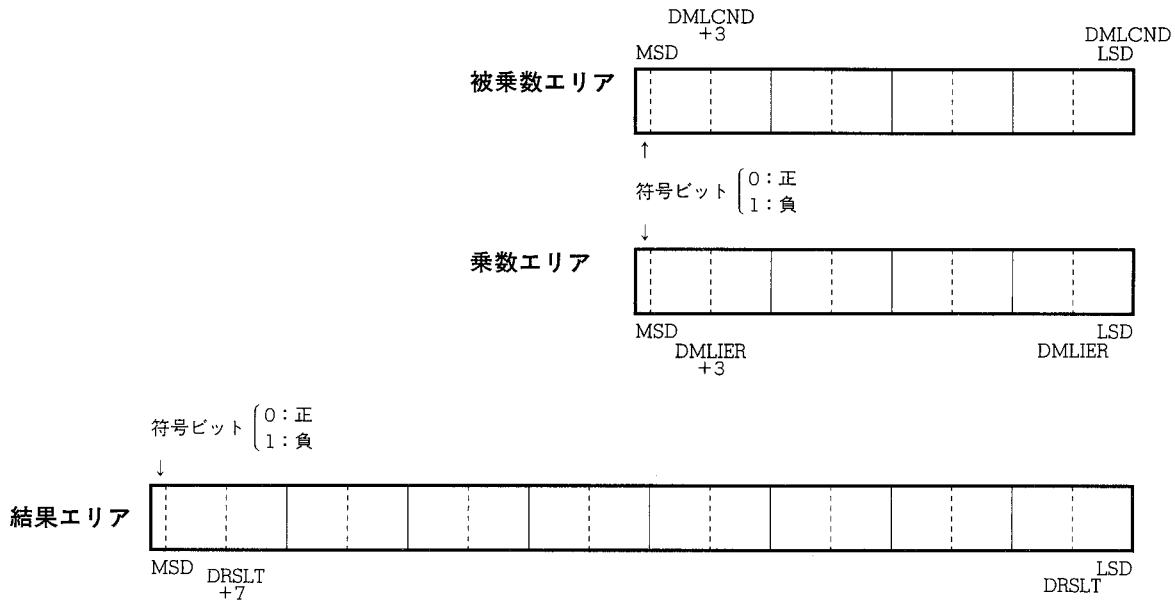 DMLCND
+3
DMLCND
MSD
LSD
被乗数エリア
↑
符号ビット 0：正
1：負
↓
乗数エリア
MSD
LSD
DMLIER
+3
DMLIER
符号ビット 0：正
1：負
↓
結果エリア
MSD
LSD
DRSLT
+7
DRSLT